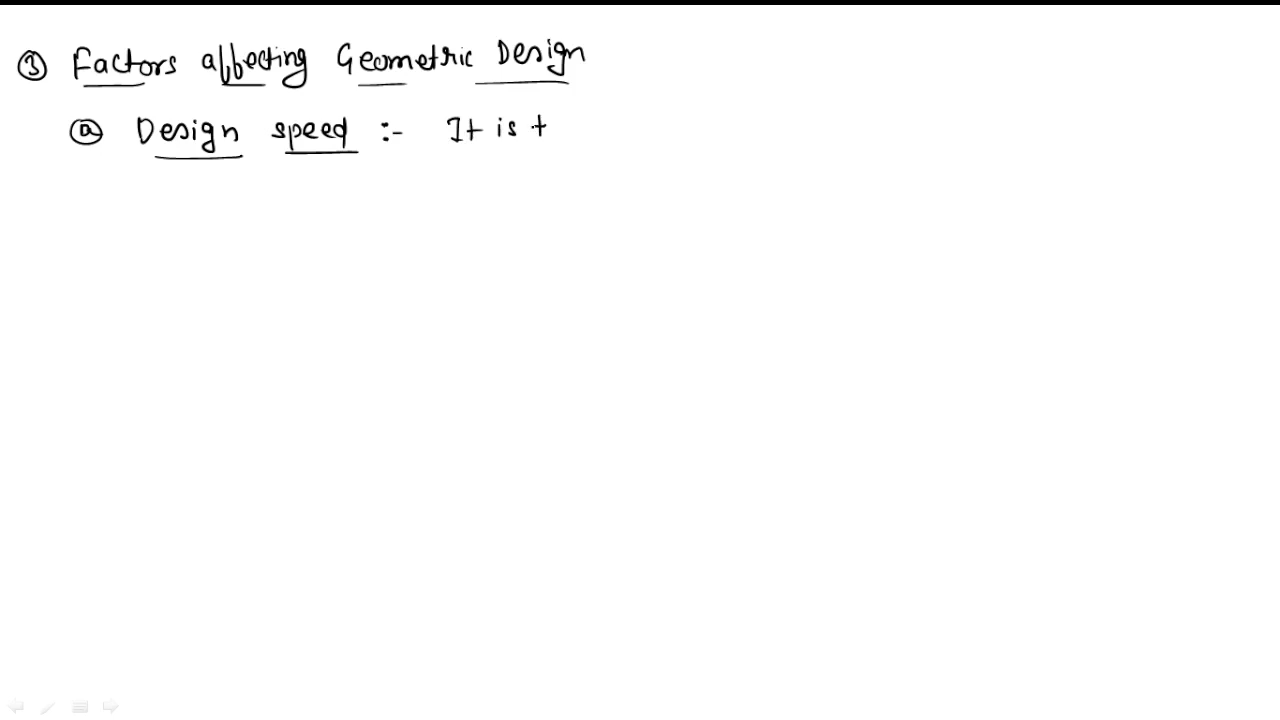 ③ Factors affecting Geometric Design
ⓐ Design speed :- It is t